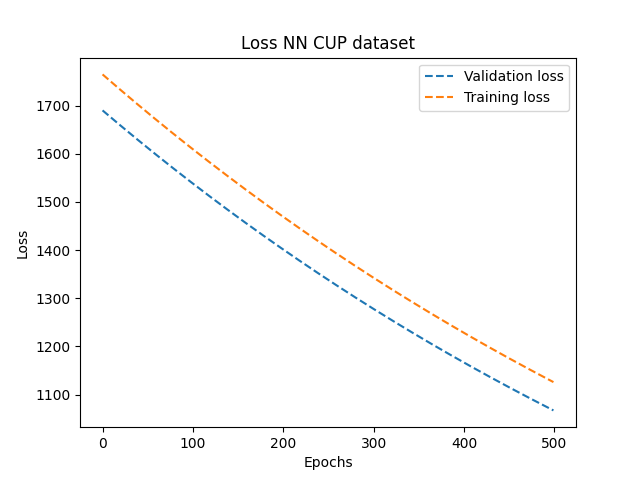 Loss NN CUP dataset
Validation loss
Training loss
1700
1600
1500
1400
1300
1200
1100
Loss
0 100 200 300 400 500
Epochs